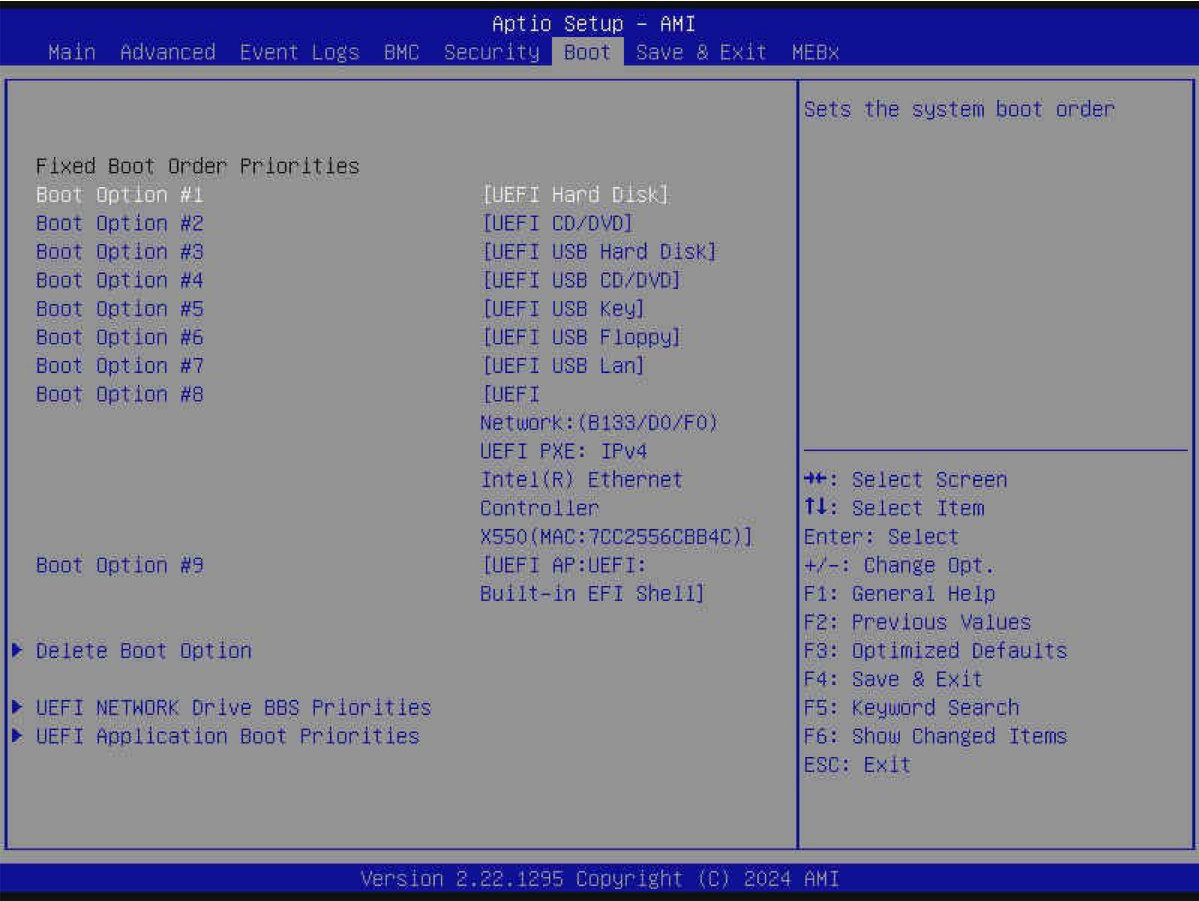 Aptio Setup - AMI
Main Advanced Event Logs BMC Security Boot Save & Exit MEBx
Sets the system boot order
Fixed Boot Order Priorities
Boot Option #1 [UEFI Hard Disk]
Boot Option #2 [UEFI CD/DVD]
Boot Option #3 [UEFI USB Hard Disk]
Boot Option #4 [UEFI USB CD/DVD]
Boot Option #5 [UEFI USB Key]
Boot Option #6 [UEFI USB Floppy]
Boot Option #7 [UEFI USB Lan]
Boot Option #8 [UEFI
Network:(B133/D0/F0)
UEFI PXE: IPv4
Intel(R) Ethernet
Controller
X550(MAC:7CC2556CBB4C)]
Boot Option #9 [UEFI AP:UEFI:
Built-in EFI Shell]
Delete Boot Option
UEFI NETWORK Drive BBS Priorities
UEFI Application Boot Priorities
→←: Select Screen
↑↓: Select Item
Enter: Select
+/-: Change Opt.
F1: General Help
F2: Previous Values
F3: Optimized Defaults
F4: Save & Exit
F5: Keyword Search
F6: Show Changed Items
ESC: Exit
Version 2.22.1295 Copyright (C) 2024 AMI